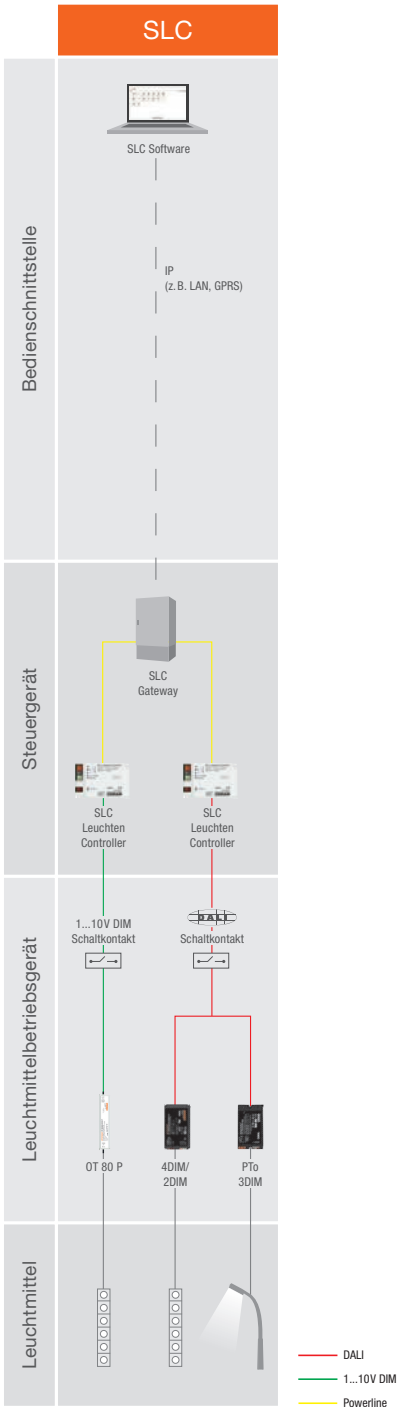 SLC
Bedienschnittstelle
SLC Software
IP
(z. B. LAN, GPRS)
Steuergerät
SLC
Gateway
SLC
Leuchten
Controller
SLC
Leuchten
Controller
Leuchtmittelbetriebsgerät
1...10V DIM
Schaltkontakt
DALI
Schaltkontakt
OT 80 P
4DIM/
2DIM
PTo
3DIM
Leuchtmittel
DALI
1...10V DIM
Powerline